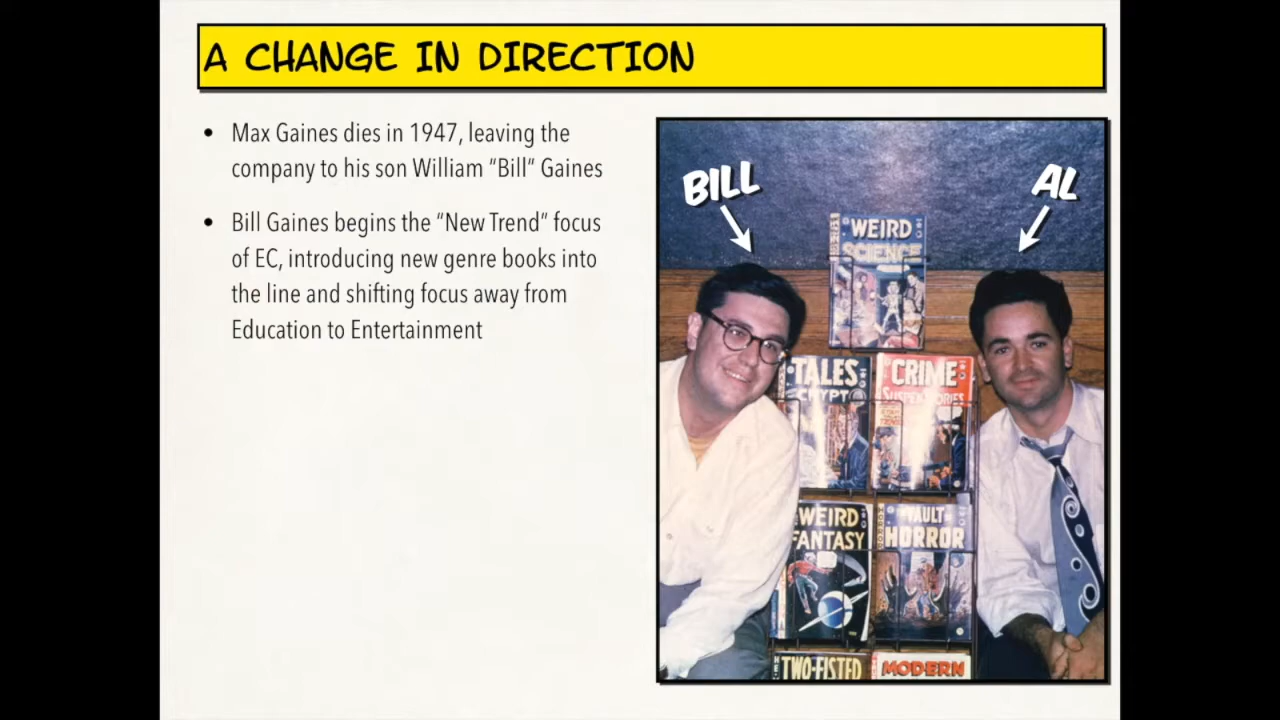 A CHANGE IN DIRECTION
• Max Gaines dies in 1947, leaving the
company to his son William “Bill” Gaines
• Bill Gaines begins the “New Trend” focus
of EC, introducing new genre books into
the line and shifting focus away from
Education to Entertainment
BILL
AL
WEIRD
SCIENCE
TALES
CRYPT
CRIME
SUSPENSTORIES
WEIRD
FANTASY
VAULT
HORROR
TWO-FISTED
MODERN